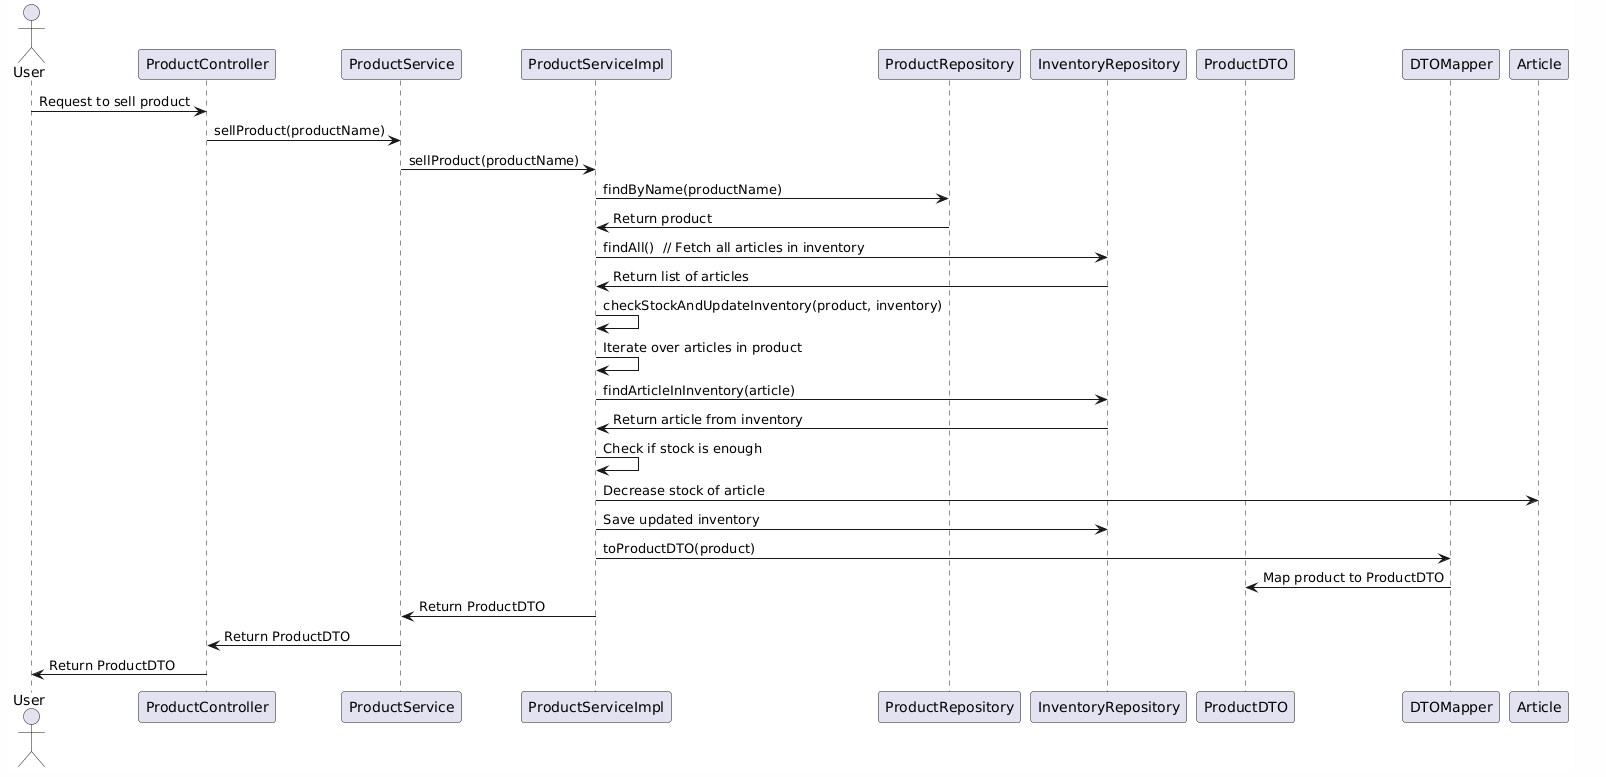 User
ProductController
ProductService
ProductServiceImpl
ProductRepository
InventoryRepository
ProductDTO
DTOMapper
Article
Request to sell product
sellProduct(productName)
sellProduct(productName)
findByName(productName)
Return product
findAll()  // Fetch all articles in inventory
Return list of articles
checkStockAndUpdateInventory(product, inventory)
Iterate over articles in product
findArticleInInventory(article)
Return article from inventory
Check if stock is enough
Decrease stock of article
Save updated inventory
toProductDTO(product)
Map product to ProductDTO
Return ProductDTO
Return ProductDTO
Return ProductDTO
User
ProductController
ProductService
ProductServiceImpl
ProductRepository
InventoryRepository
ProductDTO
DTOMapper
Article